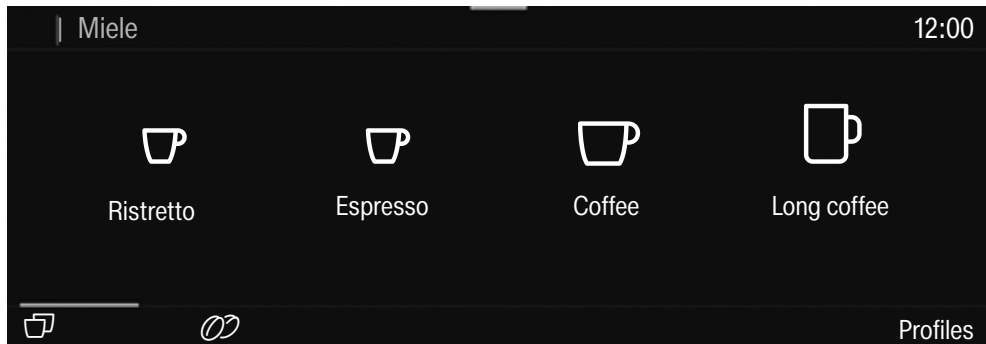 | Miele
12:00
Ristretto
Espresso
Coffee
Long coffee
Profiles